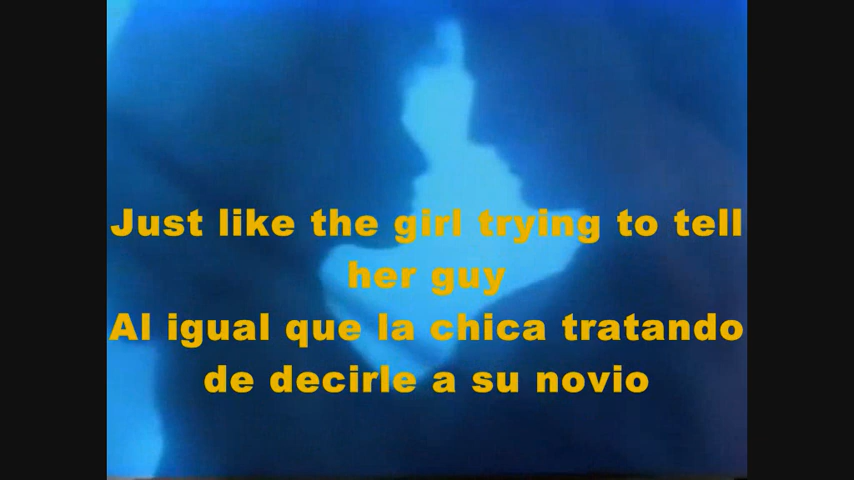 Just like the girl trying to tell
her guy
Al igual que la chica tratando
de decirle a su novio